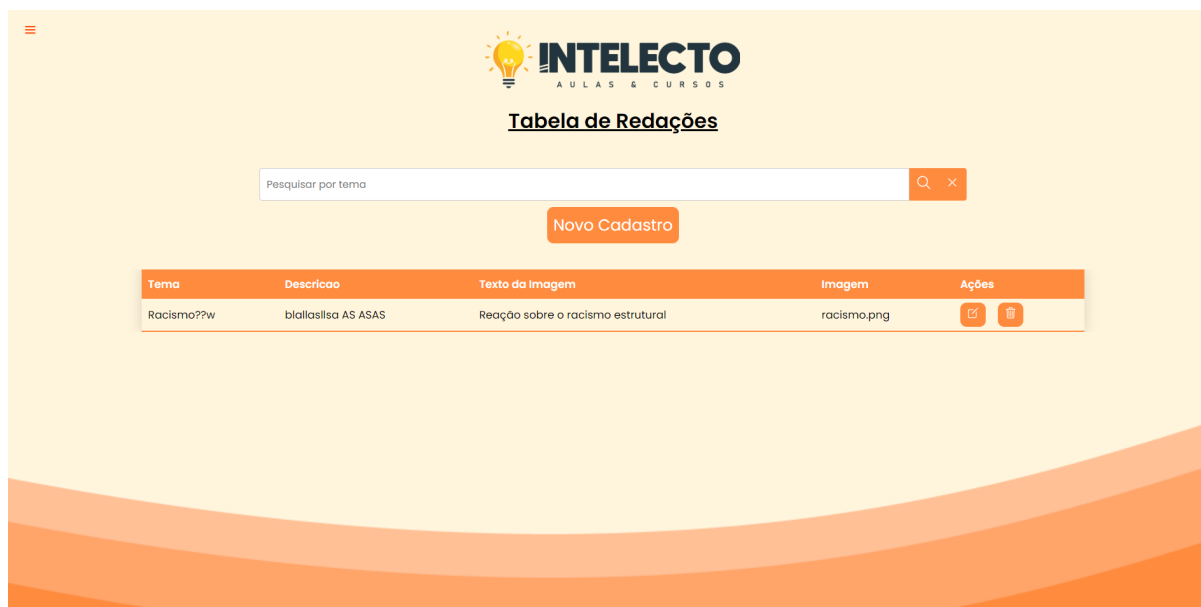 INTELECTO
AULAS & CURSOS
Tabela de Redações
Pesquisar por tema
Novo Cadastro
Tema Descricao Texto da Imagem Imagem Ações
Racismo??w blallasllsa AS ASAS Reação sobre o racismo estrutural racismo.png